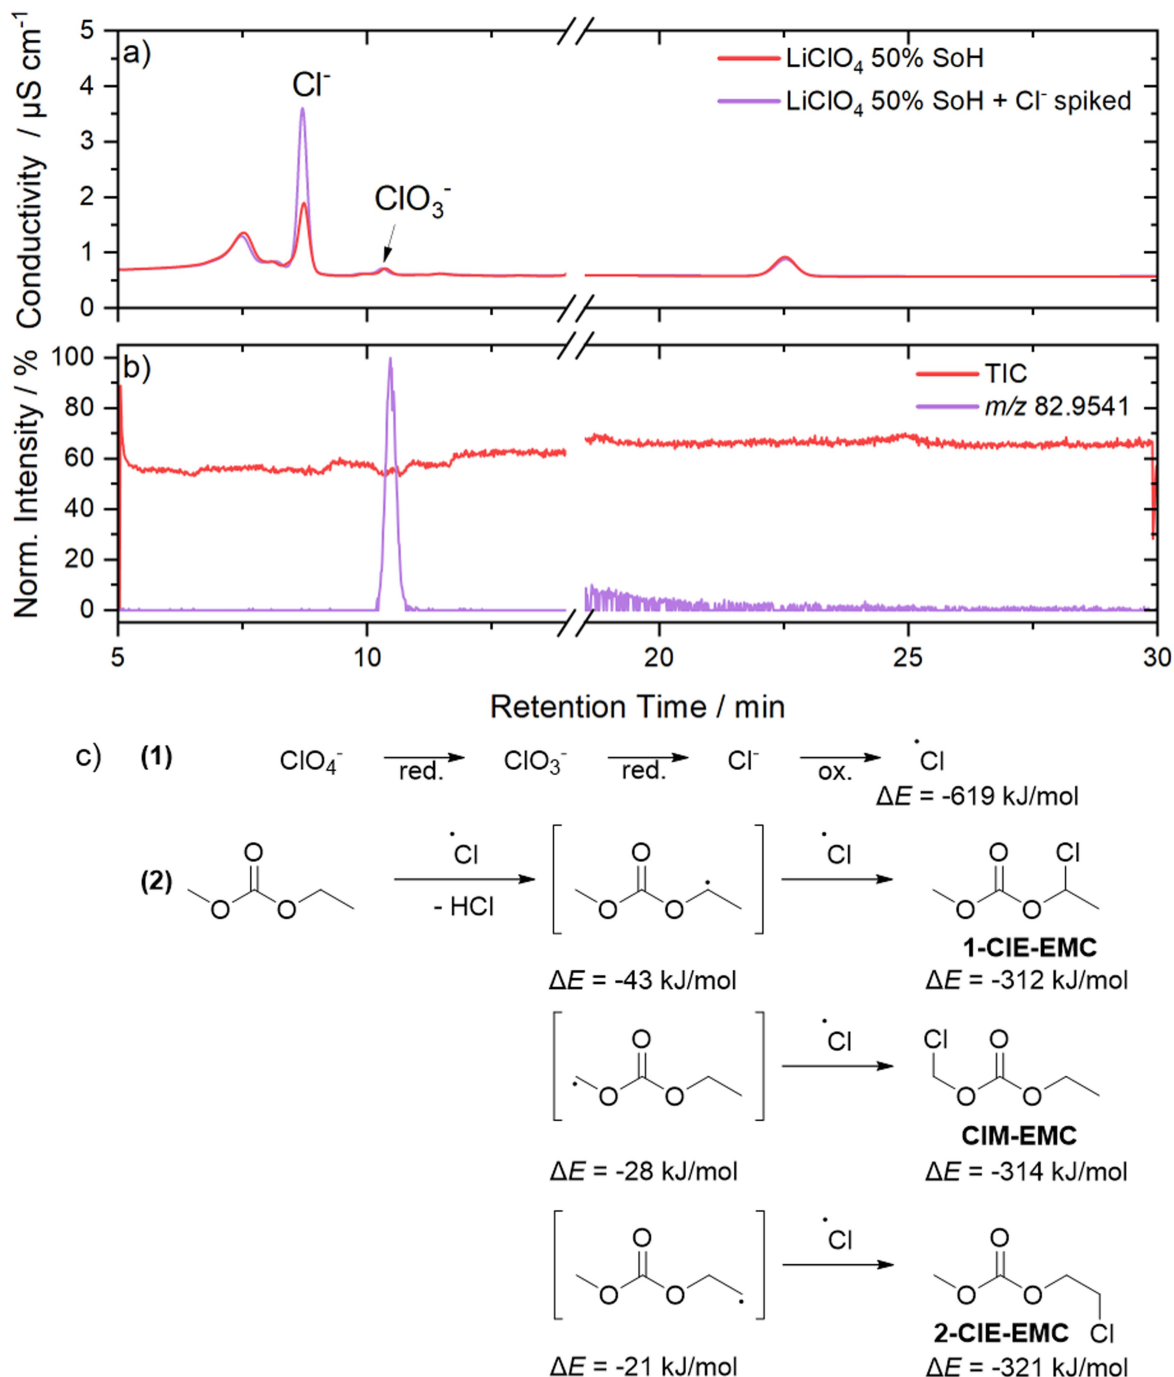 a)
Conductivity / µS cm⁻¹
5
4
3
2
1
0
Cl⁻
ClO₃⁻
LiClO₄ 50% SoH
LiClO₄ 50% SoH + Cl⁻ spiked
b)
Norm. Intensity / %
100
80
60
40
20
0
TIC
m/z 82.9541
5 10 20 25 30
Retention Time / min
c) (1) ClO₄⁻ red. ClO₃⁻ red. Cl⁻ ox. •Cl
ΔE = -619 kJ/mol
(2) O O O •Cl - HCl O O O • •Cl O O O Cl
1-ClE-EMC
ΔE = -43 kJ/mol ΔE = -312 kJ/mol
• O O O •Cl Cl O O O
ClM-EMC
ΔE = -28 kJ/mol ΔE = -314 kJ/mol
O O O • •Cl O O O
2-ClE-EMC Cl
ΔE = -21 kJ/mol ΔE = -321 kJ/mol